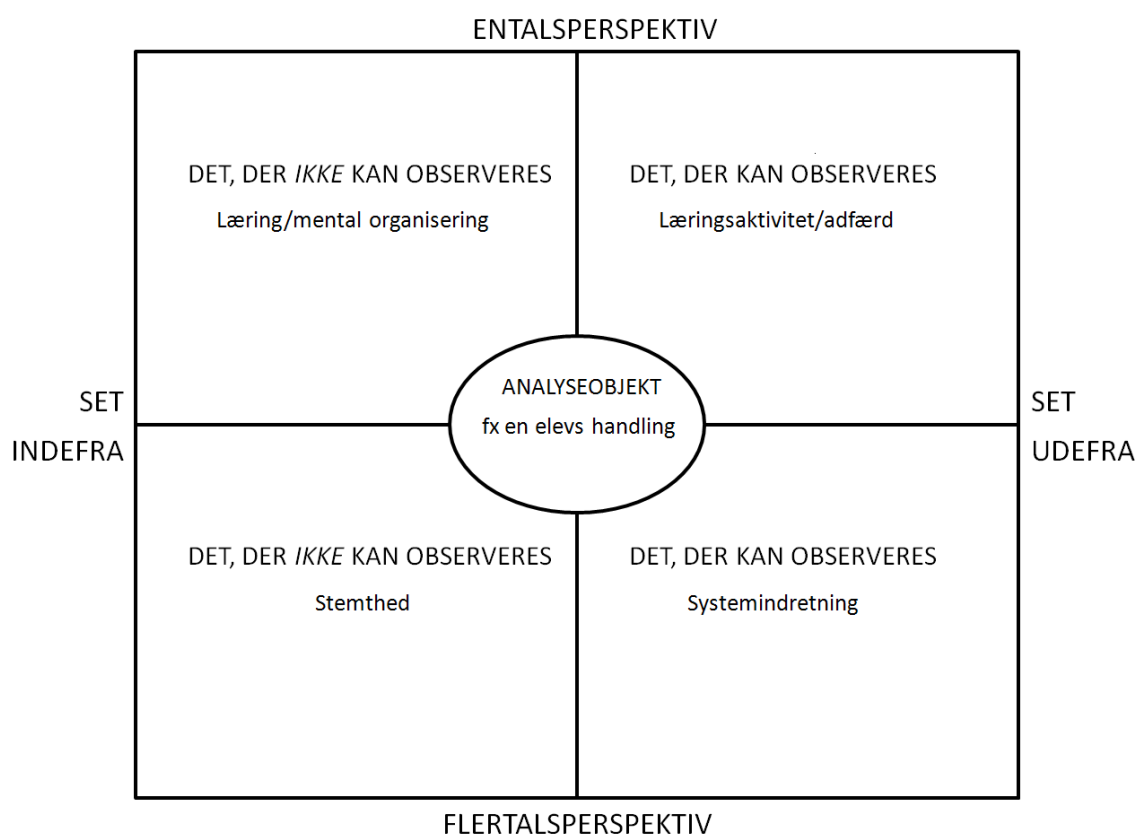 ENTALSPERSPEKTIV
DET, DER IKKE KAN OBSERVERES
Læring/mental organisering
DET, DER KAN OBSERVERES
Læringsaktivitet/adfærd
SET
INDEFRA
ANALYSEOBJEKT
fx en elevs handling
SET
UDEFRA
DET, DER IKKE KAN OBSERVERES
Stemthed
DET, DER KAN OBSERVERES
Systemindretning
FLERTALSPERSPEKTIV